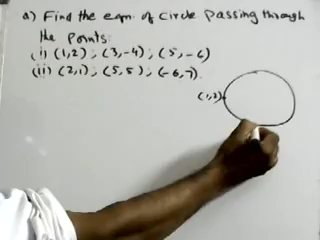 a) Find the eqn. of circle passing through
the points:
(i) (1,2); (3,-4); (5,-6)
(ii) (2,1); (5,5); (-6,7).
(1,2)